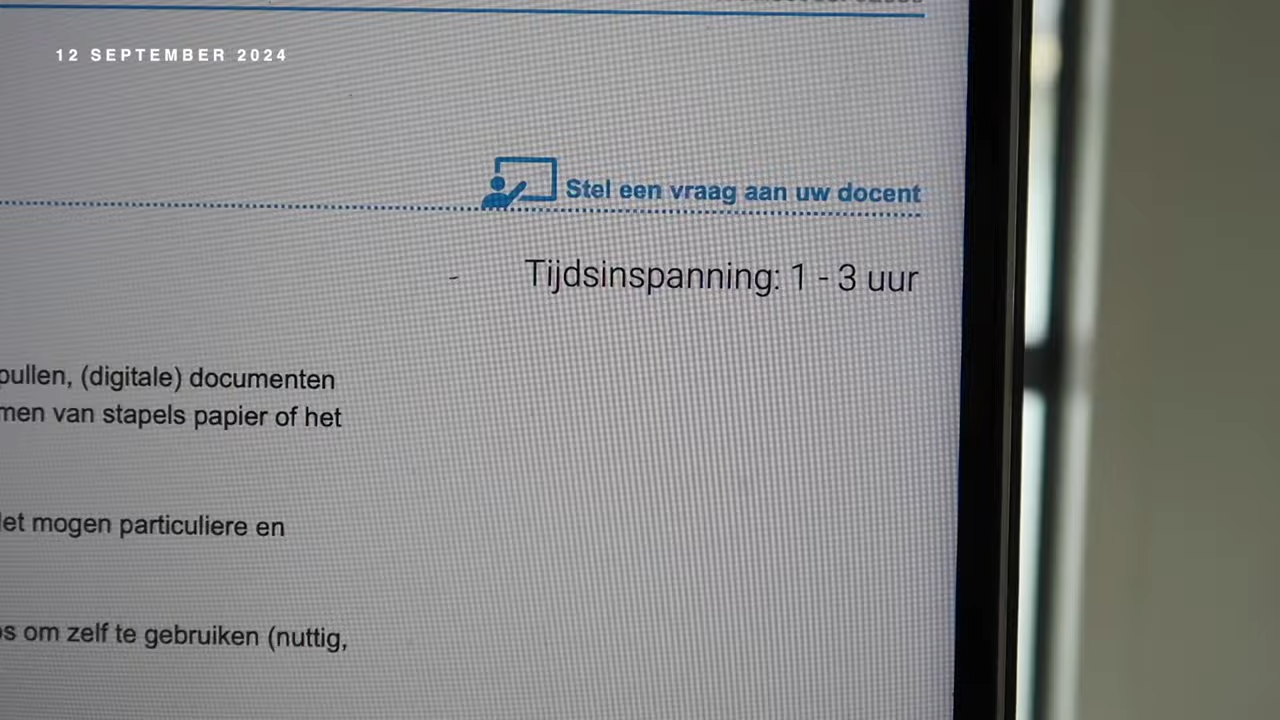 12 SEPTEMBER 2024
Stel een vraag aan uw docent
- Tijdsinspanning: 1 - 3 uur
pullen, (digitale) documenten
men van stapels papier of het
mogen particuliere en
om zelf te gebruiken (nuttig,